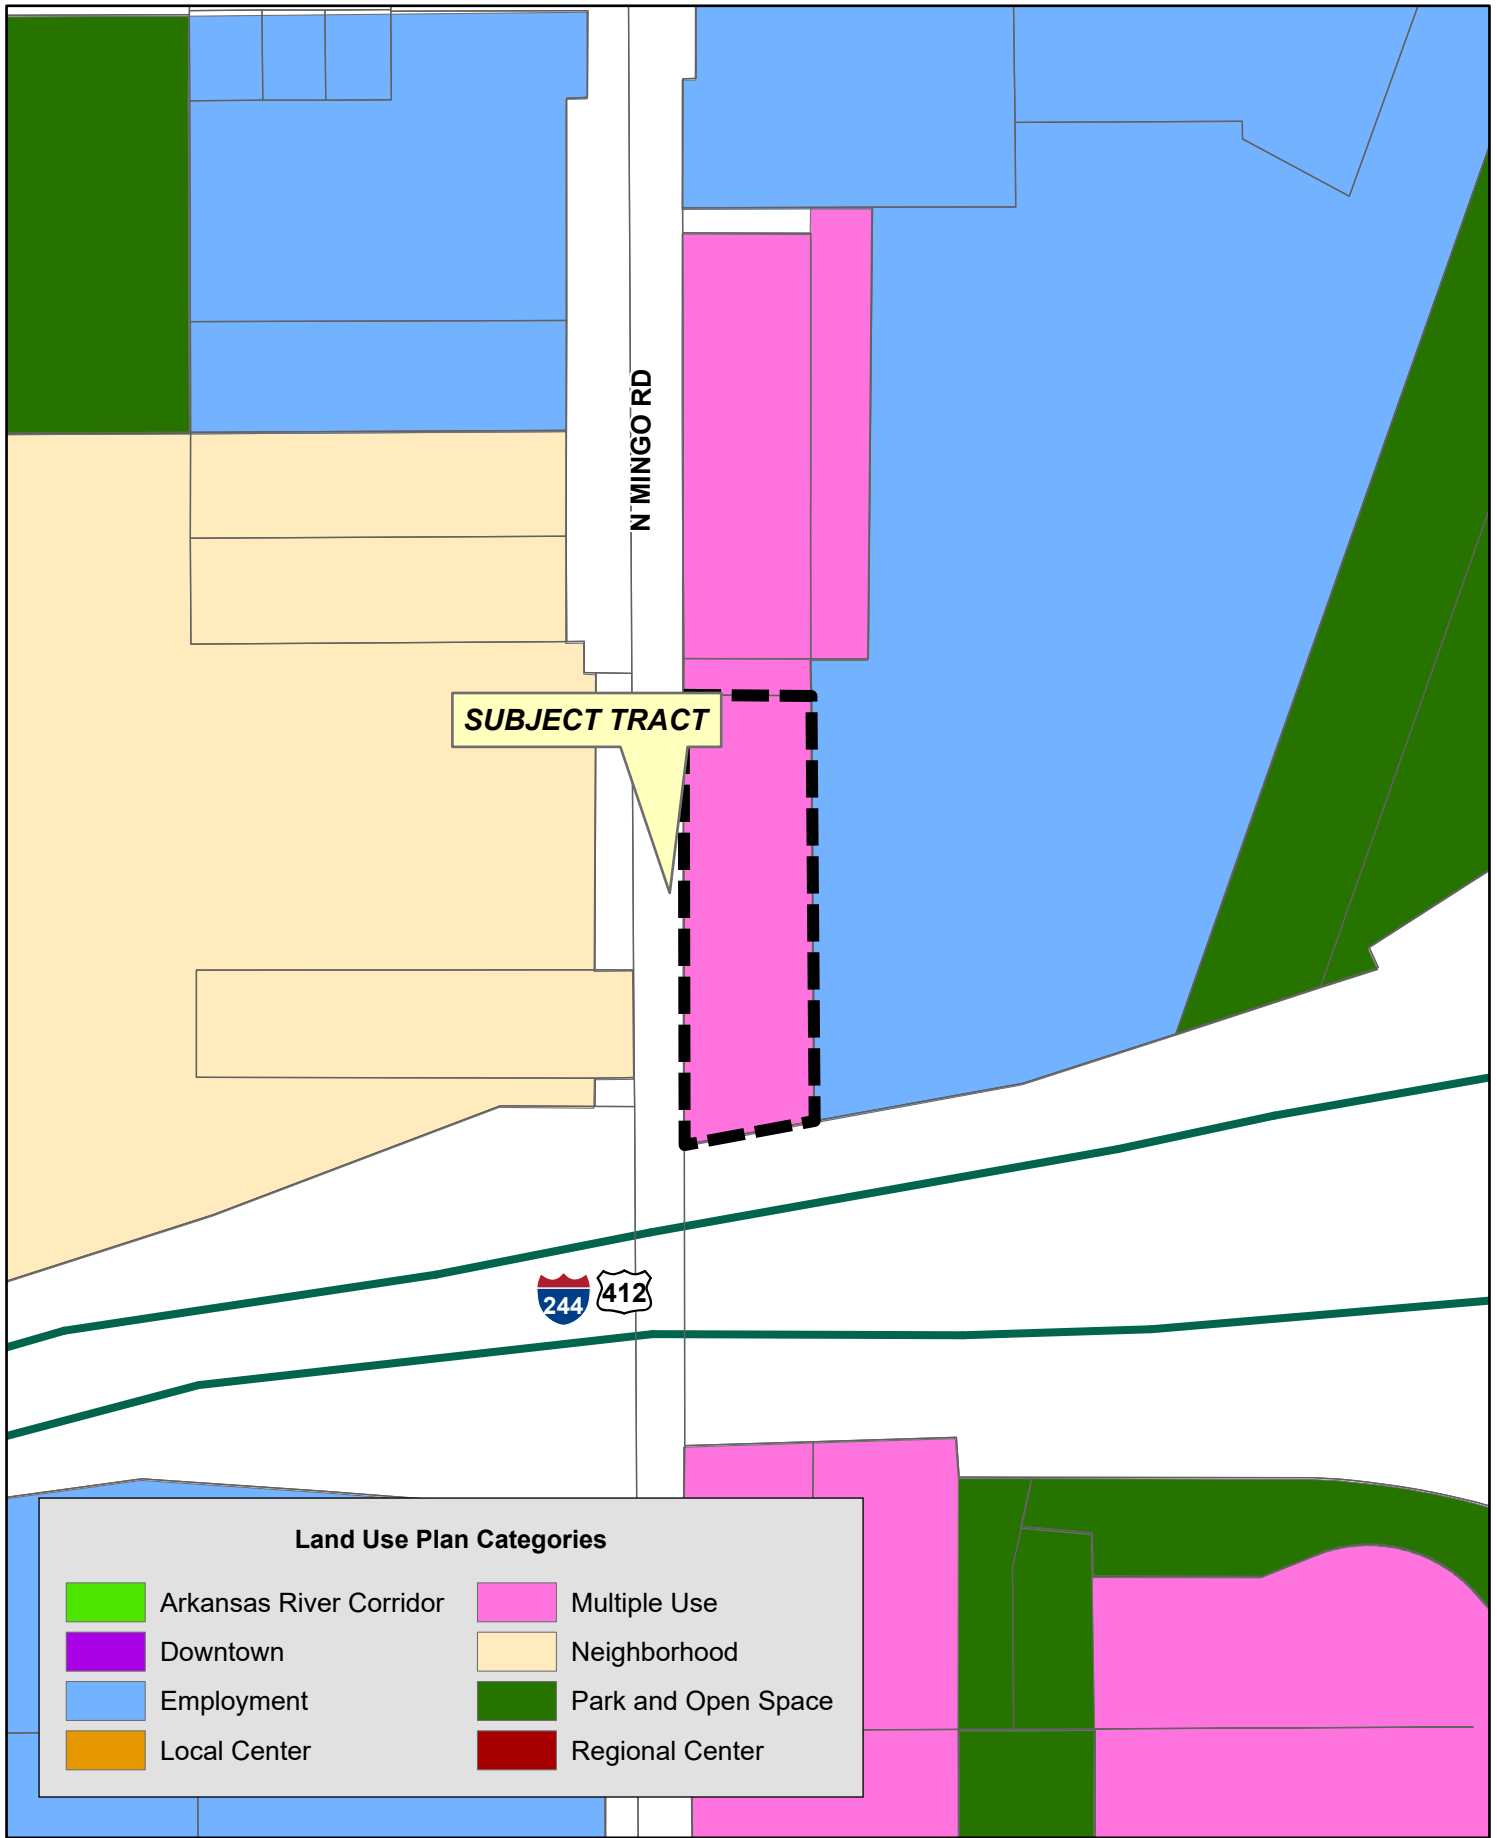 N MINGO RD
SUBJECT TRACT
244
412
Land Use Plan Categories
Arkansas River Corridor
Downtown
Employment
Local Center
Multiple Use
Neighborhood
Park and Open Space
Regional Center